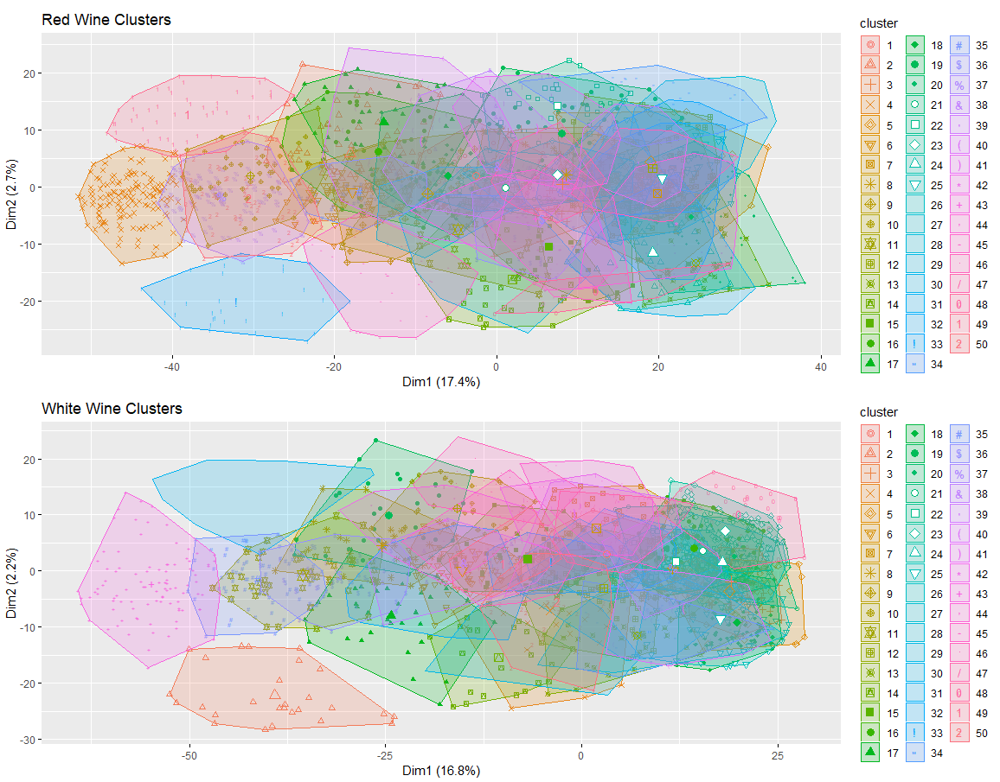 Red Wine Clusters
20
10
0
-10
-20
Dim2 (2.7%)
-40
-20
0
20
40
Dim1 (17.4%)
cluster
1 18 # 35
2 19 $ 36
3 20 % 37
4 21 & 38
5 22 39
6 23 ( 40
7 24 ) 41
8 25 * 42
9 26 + 43
10 27 44
11 28 - 45
12 29 46
13 30 / 47
14 31 0 48
15 32 1 49
16 ! 33 2 50
17 " 34
White Wine Clusters
20
10
0
-10
-20
-30
Dim2 (2.2%)
-50
-25
0
25
Dim1 (16.8%)
cluster
1 18 # 35
2 19 $ 36
3 20 % 37
4 21 & 38
5 22 39
6 23 ( 40
7 24 ) 41
8 25 * 42
9 26 + 43
10 27 44
11 28 - 45
12 29 46
13 30 / 47
14 31 0 48
15 32 1 49
16 ! 33 2 50
17 " 34